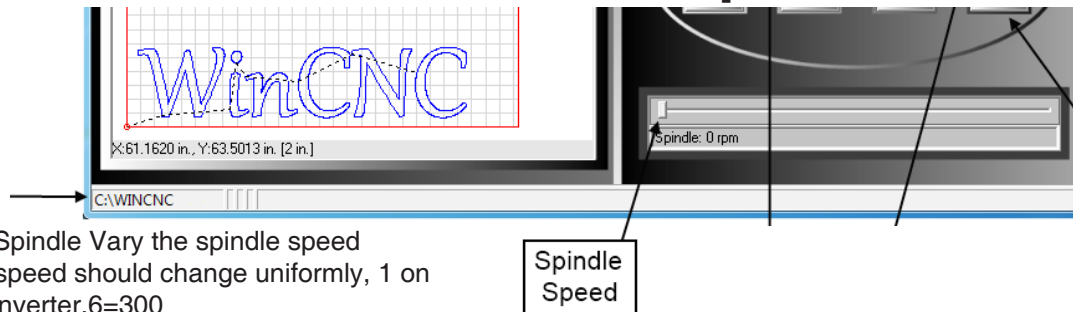 WinCNC
X:61.1620 in., Y:63.5013 in. [2 in.]
Spindle: 0 rpm
C:\WINCNC
Spindle Vary the spindle speed
speed should change uniformly, 1 on
inverter.6=300
Spindle
Speed